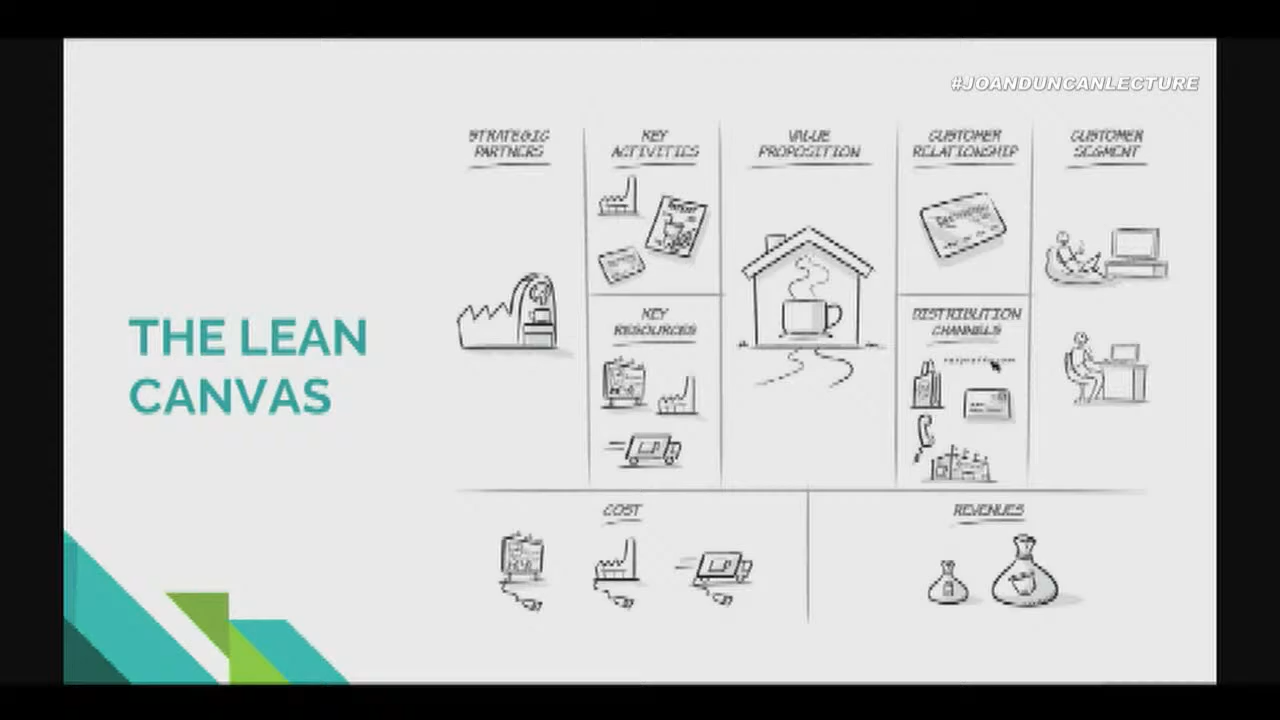 #JOANDUNCANLECTURE
THE LEAN
CANVAS
STRATEGIC
PARTNERS
KEY
ACTIVITIES
VALUE
PROPOSITION
CUSTOMER
RELATIONSHIP
CUSTOMER
SEGMENT
KEY
RESOURCES
DISTRIBUTION
CHANNELS
COST
REVENUES